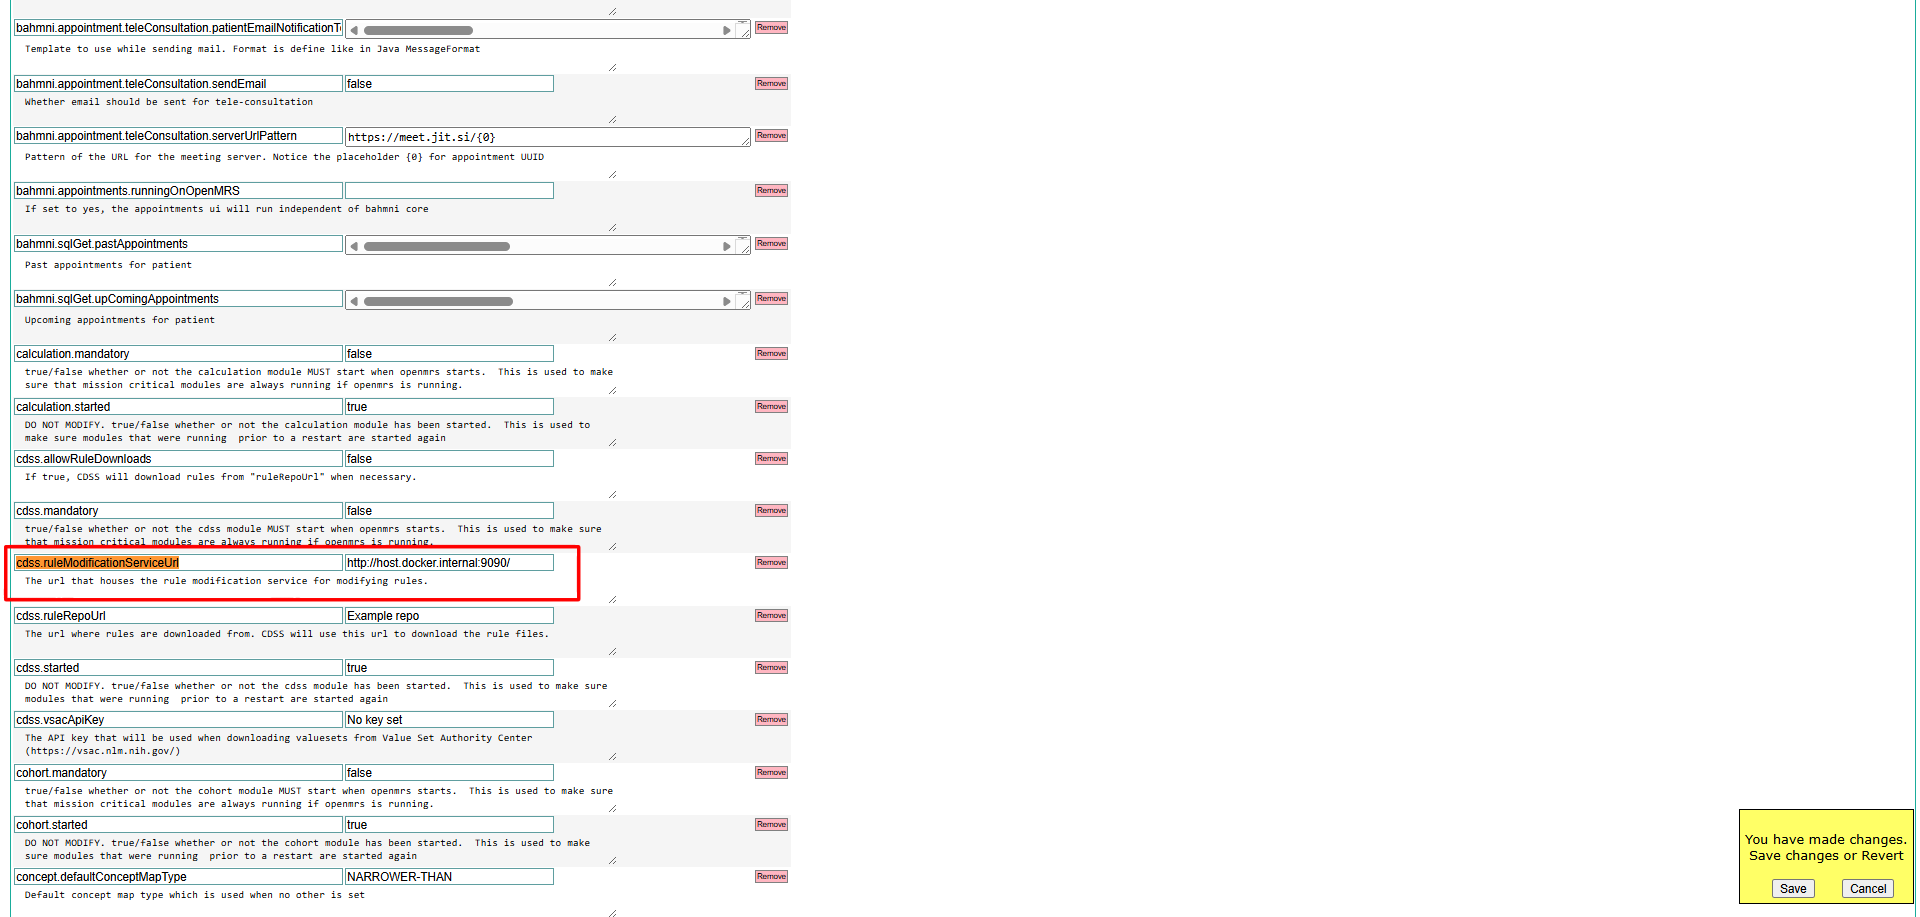 bahmni.appointment.teleConsultation.patientEmailNotificationT Remove
Template to use while sending mail. Format is define like in Java MessageFormat
bahmni.appointment.teleConsultation.sendEmail false Remove
Whether email should be sent for tele-consultation
bahmni.appointment.teleConsultation.serverUrlPattern https://meet.jit.si/{0} Remove
Pattern of the URL for the meeting server. Notice the placeholder {0} for appointment UUID
bahmni.appointments.runningOnOpenMRS Remove
If set to yes, the appointments ui will run independent of bahmni core
bahmni.sqlGet.pastAppointments Remove
Past appointments for patient
bahmni.sqlGet.upComingAppointments Remove
Upcoming appointments for patient
calculation.mandatory false Remove
true/false whether or not the calculation module MUST start when openmrs starts.  This is used to make
sure that mission critical modules are always running if openmrs is running.
calculation.started true Remove
DO NOT MODIFY. true/false whether or not the calculation module has been started.  This is used to
make sure modules that were running  prior to a restart are started again
cdss.allowRuleDownloads false Remove
If true, CDSS will download rules from "ruleRepoUrl" when necessary.
cdss.mandatory false Remove
true/false whether or not the cdss module MUST start when openmrs starts.  This is used to make sure
that mission critical modules are always running if openmrs is running.
cdss.ruleModificationServiceUrl http://host.docker.internal:9090/ Remove
The url that houses the rule modification service for modifying rules.
cdss.ruleRepoUrl Example repo Remove
The url where rules are downloaded from. CDSS will use this url to download the rule files.
cdss.started true Remove
DO NOT MODIFY. true/false whether or not the cdss module has been started.  This is used to make sure
modules that were running  prior to a restart are started again
cdss.vsacApiKey No key set Remove
The API key that will be used when downloading valuesets from Value Set Authority Center
(https://vsac.nlm.nih.gov/)
cohort.mandatory false Remove
true/false whether or not the cohort module MUST start when openmrs starts.  This is used to make sure
that mission critical modules are always running if openmrs is running.
cohort.started true Remove
DO NOT MODIFY. true/false whether or not the cohort module has been started.  This is used to make
sure modules that were running  prior to a restart are started again
concept.defaultConceptMapType NARROWER-THAN Remove
Default concept map type which is used when no other is set
You have made changes.
Save changes or Revert
Save Cancel